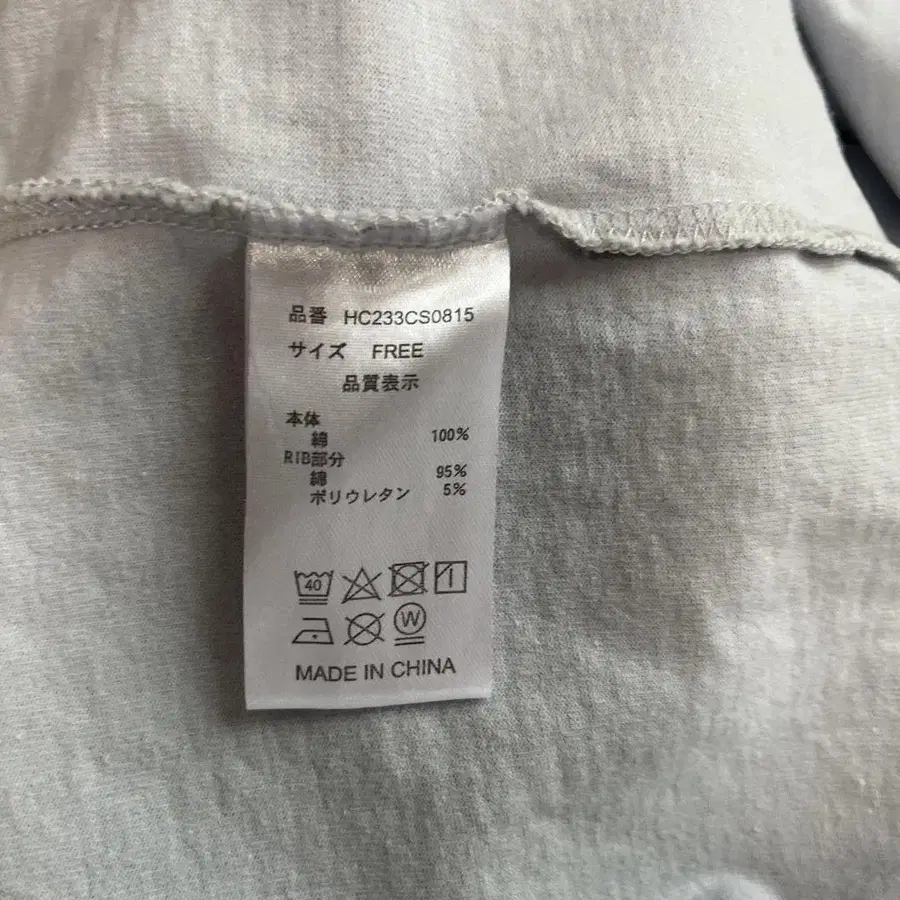 品番 HC233CS0815
サイズ FREE
品質表示
本体
綿 100%
RIB部分
綿 95%
ポリウレタン 5%
40
W
MADE IN CHINA